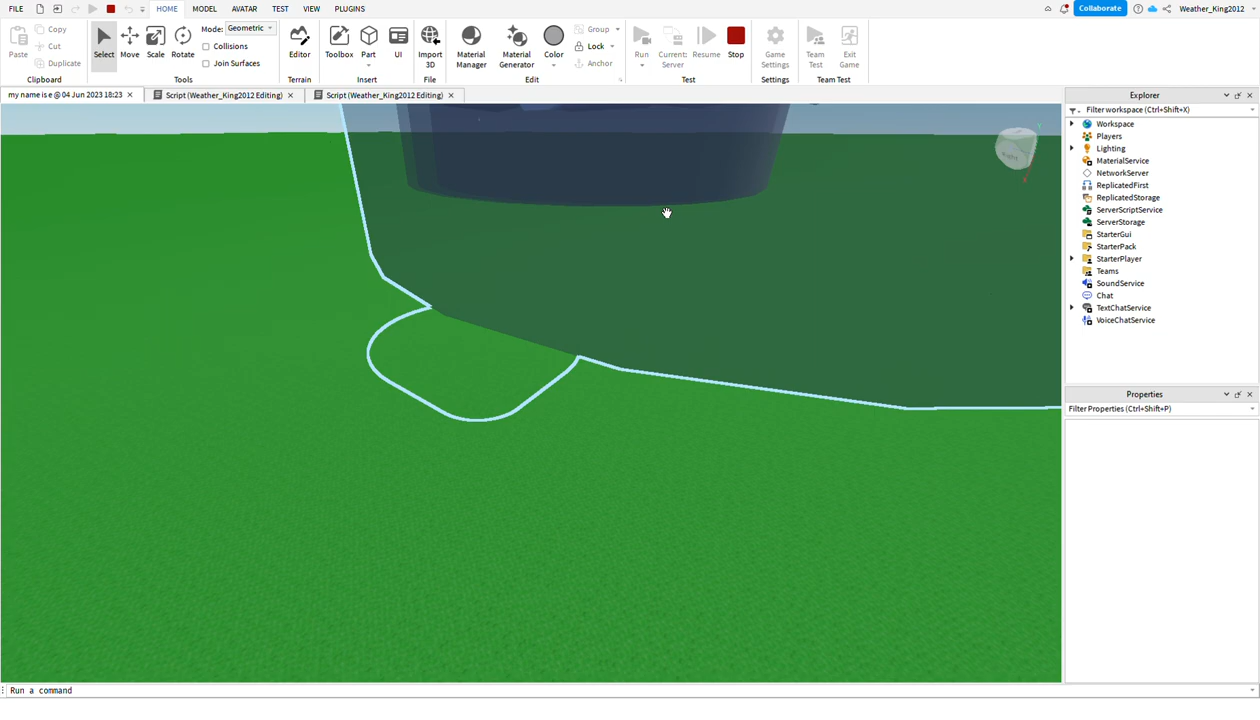 FILE HOME MODEL AVATAR TEST VIEW PLUGINS Collaborate Weather_King2012
Paste Copy Cut Duplicate Clipboard
Select Move Scale Rotate Mode: Geometric Collisions Join Surfaces Tools
Editor Terrain
Toolbox Part UI Insert
Import 3D File
Material Manager Material Generator Color Group Lock Anchor Edit
Run Current: Server Resume Stop Test
Game Settings Settings
Team Test Exit Game Team Test
my name is e @ 04 Jun 2023 18:23 Script (Weather_King2012 Editing) Script (Weather_King2012 Editing)
Right
Y
Explorer
Filter workspace (Ctrl+Shift+X)
Workspace
Players
Lighting
MaterialService
NetworkServer
ReplicatedFirst
ReplicatedStorage
ServerScriptService
ServerStorage
StarterGui
StarterPack
StarterPlayer
Teams
SoundService
Chat
TextChatService
VoiceChatService
Properties
Filter Properties (Ctrl+Shift+P)
Run a command